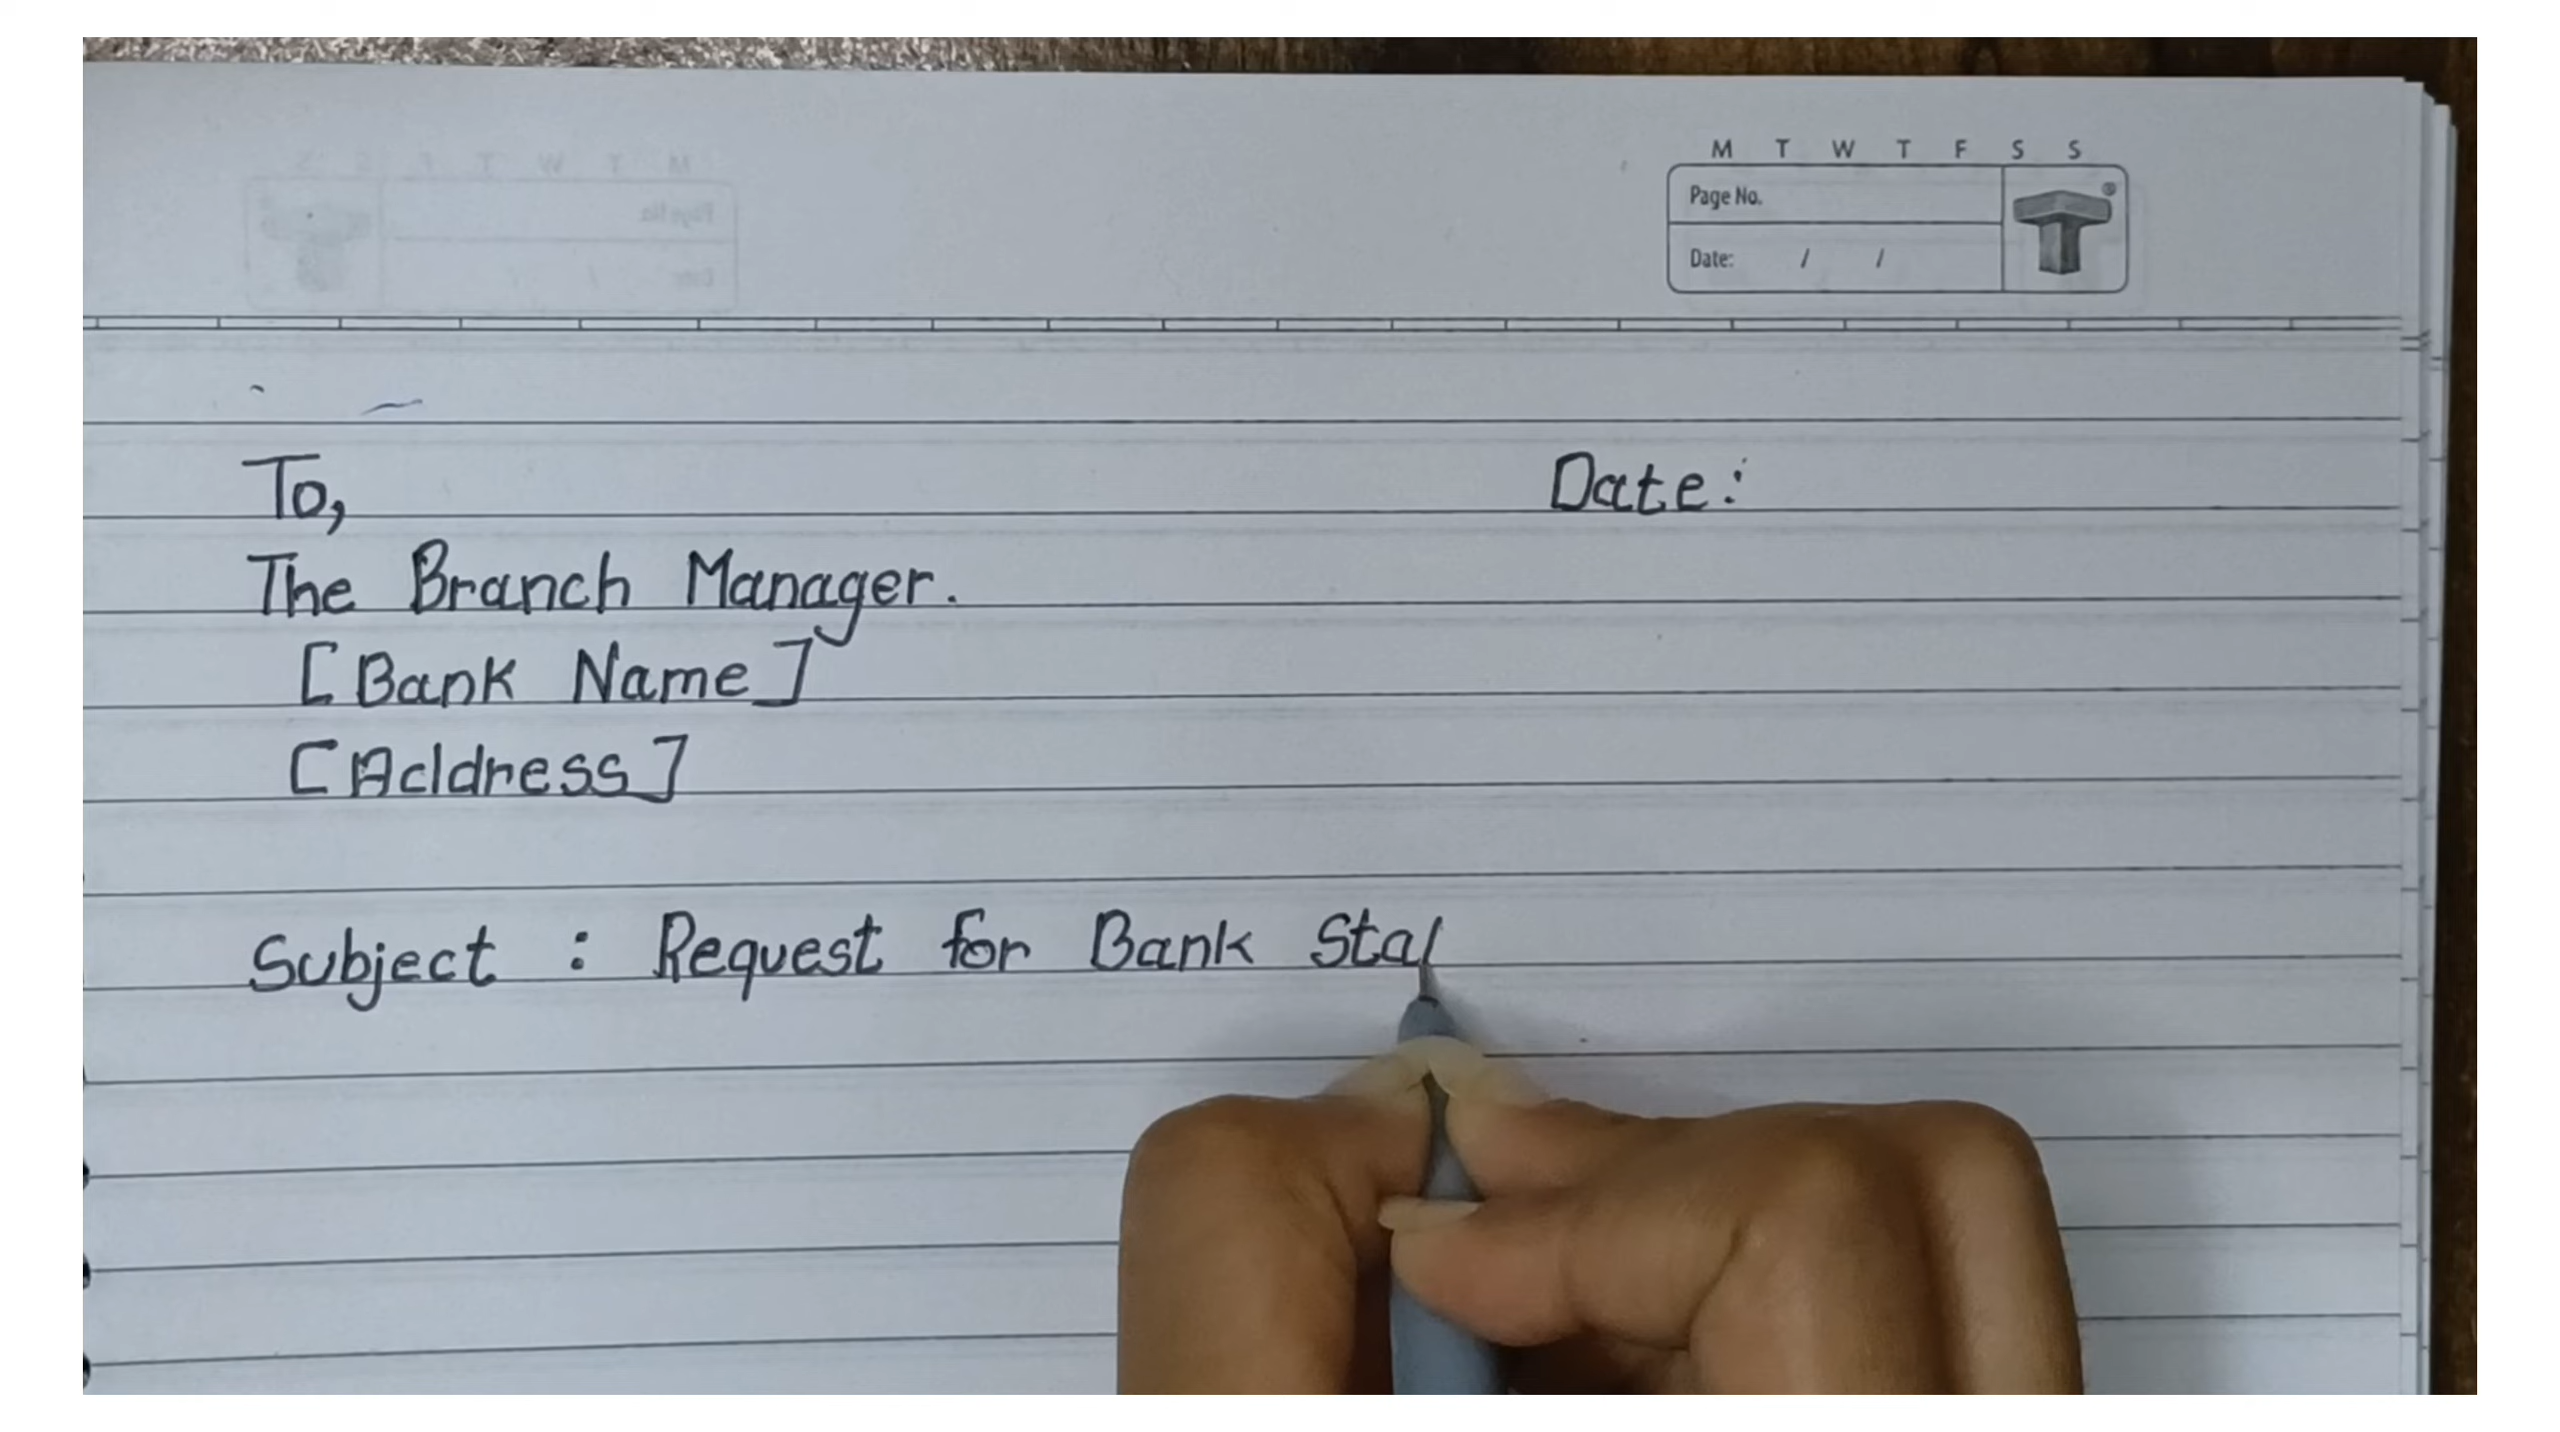 M T W T F S S
Page No.
Date: / /
To, Date:
The Branch Manager.
[Bank Name]
[Address]
Subject : Request for Bank Sta